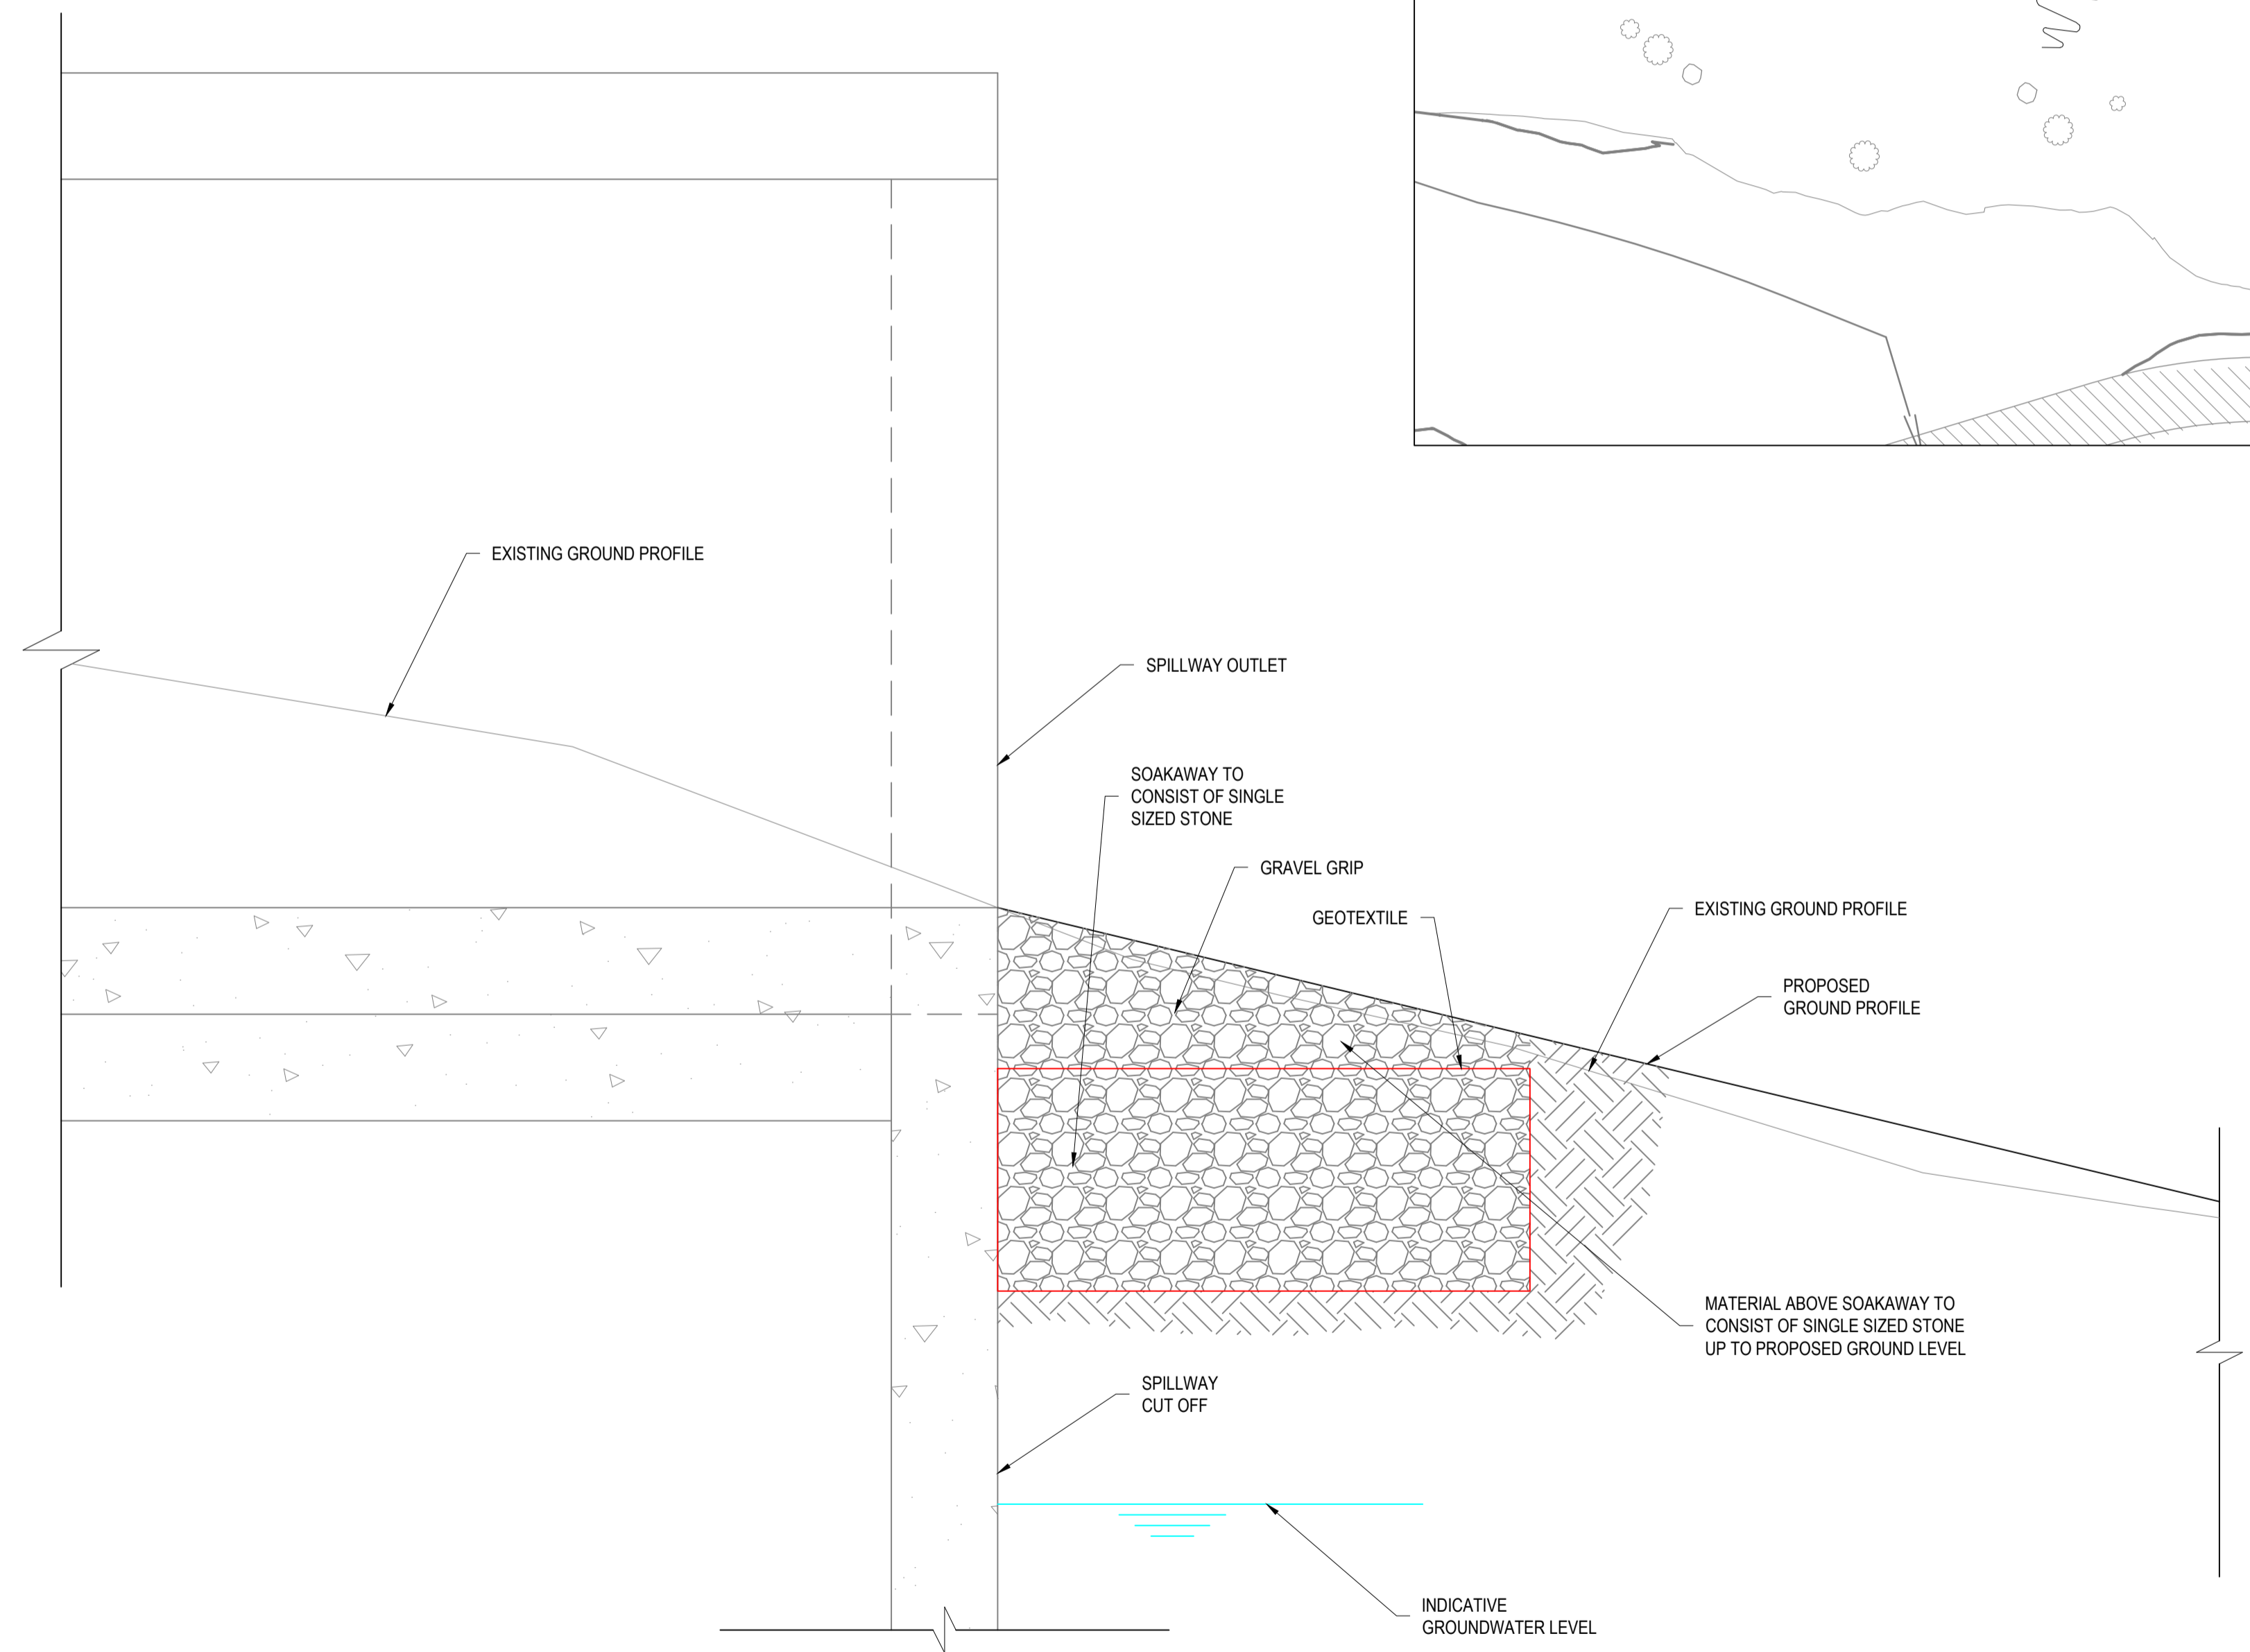 EXISTING GROUND PROFILE
SPILLWAY OUTLET
SOAKAWAY TO
CONSIST OF SINGLE
SIZED STONE
GRAVEL GRIP
GEOTEXTILE
EXISTING GROUND PROFILE
PROPOSED
GROUND PROFILE
MATERIAL ABOVE SOAKAWAY TO
CONSIST OF SINGLE SIZED STONE
UP TO PROPOSED GROUND LEVEL
SPILLWAY
CUT OFF
INDICATIVE
GROUNDWATER LEVEL